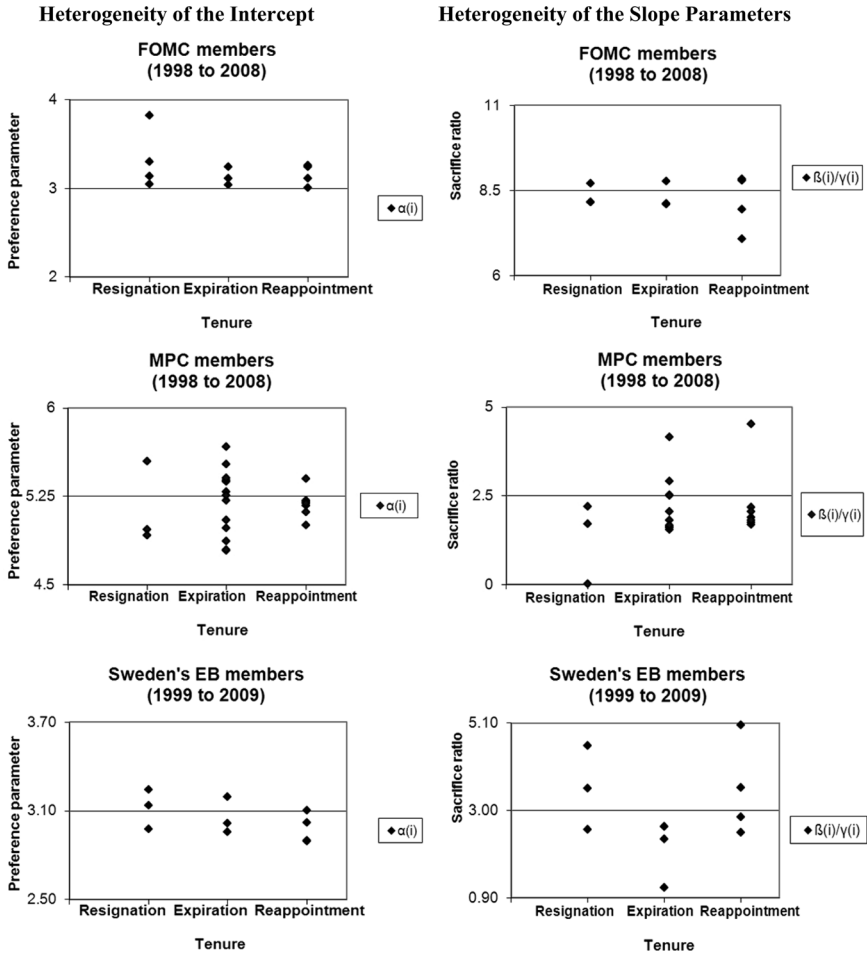 Heterogeneity of the Intercept
Heterogeneity of the Slope Parameters
FOMC members
(1998 to 2008)
Preference parameter
4
3
2
Resignation Expiration Reappointment
Tenure
α(i)
FOMC members
(1998 to 2008)
Sacrifice ratio
11
8.5
6
Resignation Expiration Reappointment
Tenure
ß(i)/γ(i)
MPC members
(1998 to 2008)
Preference parameter
6
5.25
4.5
Resignation Expiration Reappointment
Tenure
α(i)
MPC members
(1998 to 2008)
Sacrifice ratio
5
2.5
0
Resignation Expiration Reappointment
Tenure
ß(i)/γ(i)
Sweden's EB members
(1999 to 2009)
Preference parameter
3.70
3.10
2.50
Resignation Expiration Reappointment
Tenure
α(i)
Sweden's EB members
(1999 to 2009)
Sacrifice ratio
5.10
3.00
0.90
Resignation Expiration Reappointment
Tenure
ß(i)/γ(i)